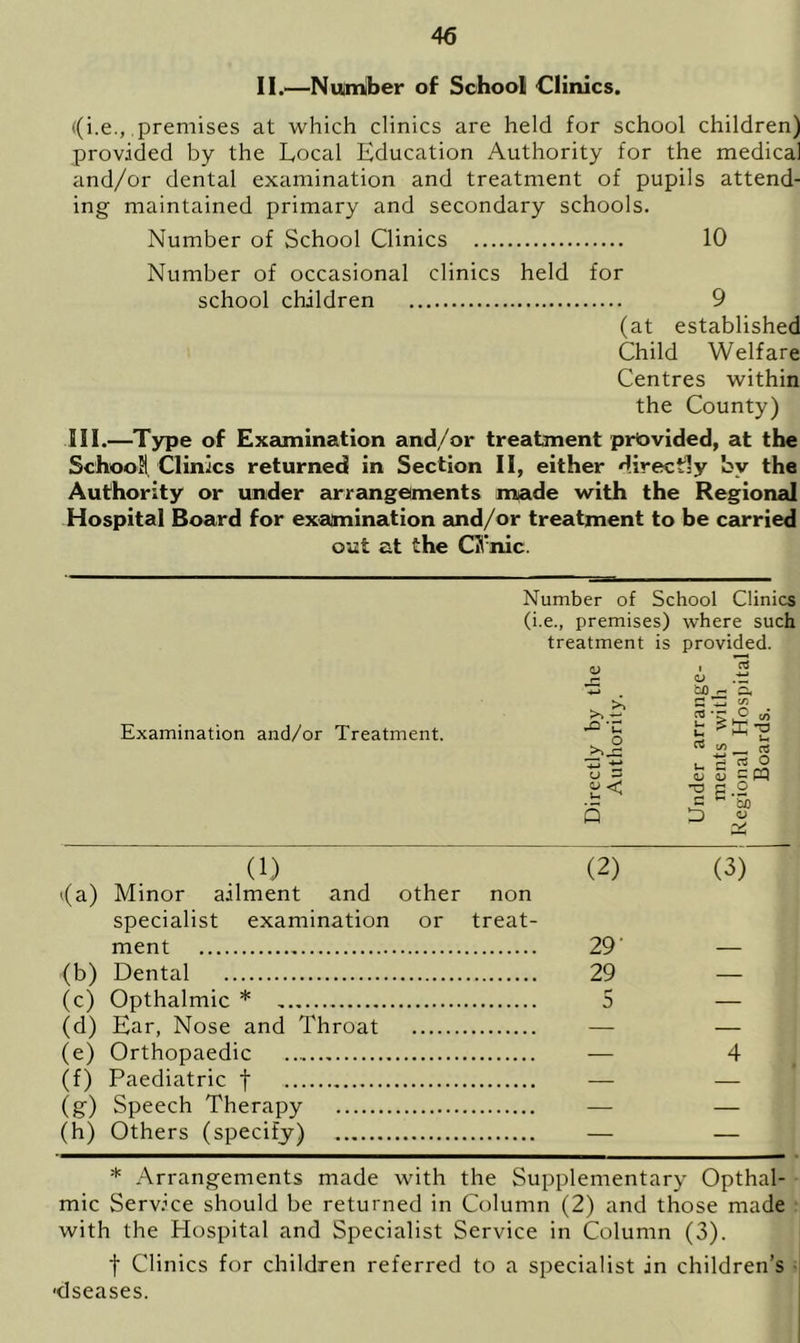 46
II.—Number of School Clinics.
(i.e., premises at which clinics are held for school children)
provided by the Local Education Authority for the medical
and/or dental examination and treatment of pupils attend-
ing maintained primary and secondary schools.
Number of School Clinics ................... 10
Number of occasional clinics held for
school children ........................... 9
(at established
Child Welfare
Centres within
the County)
III.—Type of Examination and/or treatment provided, at the
School Clinics returned in Section II, either directly by the
Authority or under arrangements made with the Regional
Hospital Board for examination and/or treatment to be carried
out at the Clinic.
Number of School Clinics
(i.e., premises) where such
treatment is provided.
Examination and/or Treatment.
Directly by the
Authority.
Under arrange-
ments with
Regional Hospital
Boards.
(1) (2) (3)
(a) Minor ailment and other non
specialist examination or treat-
ment ........................... 29 —
(b) Dental ........................... 29 —
(c) Opthalmic * ........................... 5 —
(d) Ear, Nose and Throat ................ — —
(e) Orthopaedic ........................... — 4
(f) Paediatric † ........................... — —
(g) Speech Therapy ........................... — —
(h) Others (specify) ........................... — —
* Arrangements made with the Supplementary Opthal-
mic Service should be returned in Column (2) and those made
with the Hospital and Specialist Service in Column (3).
† Clinics for children referred to a specialist in children's
dseases.